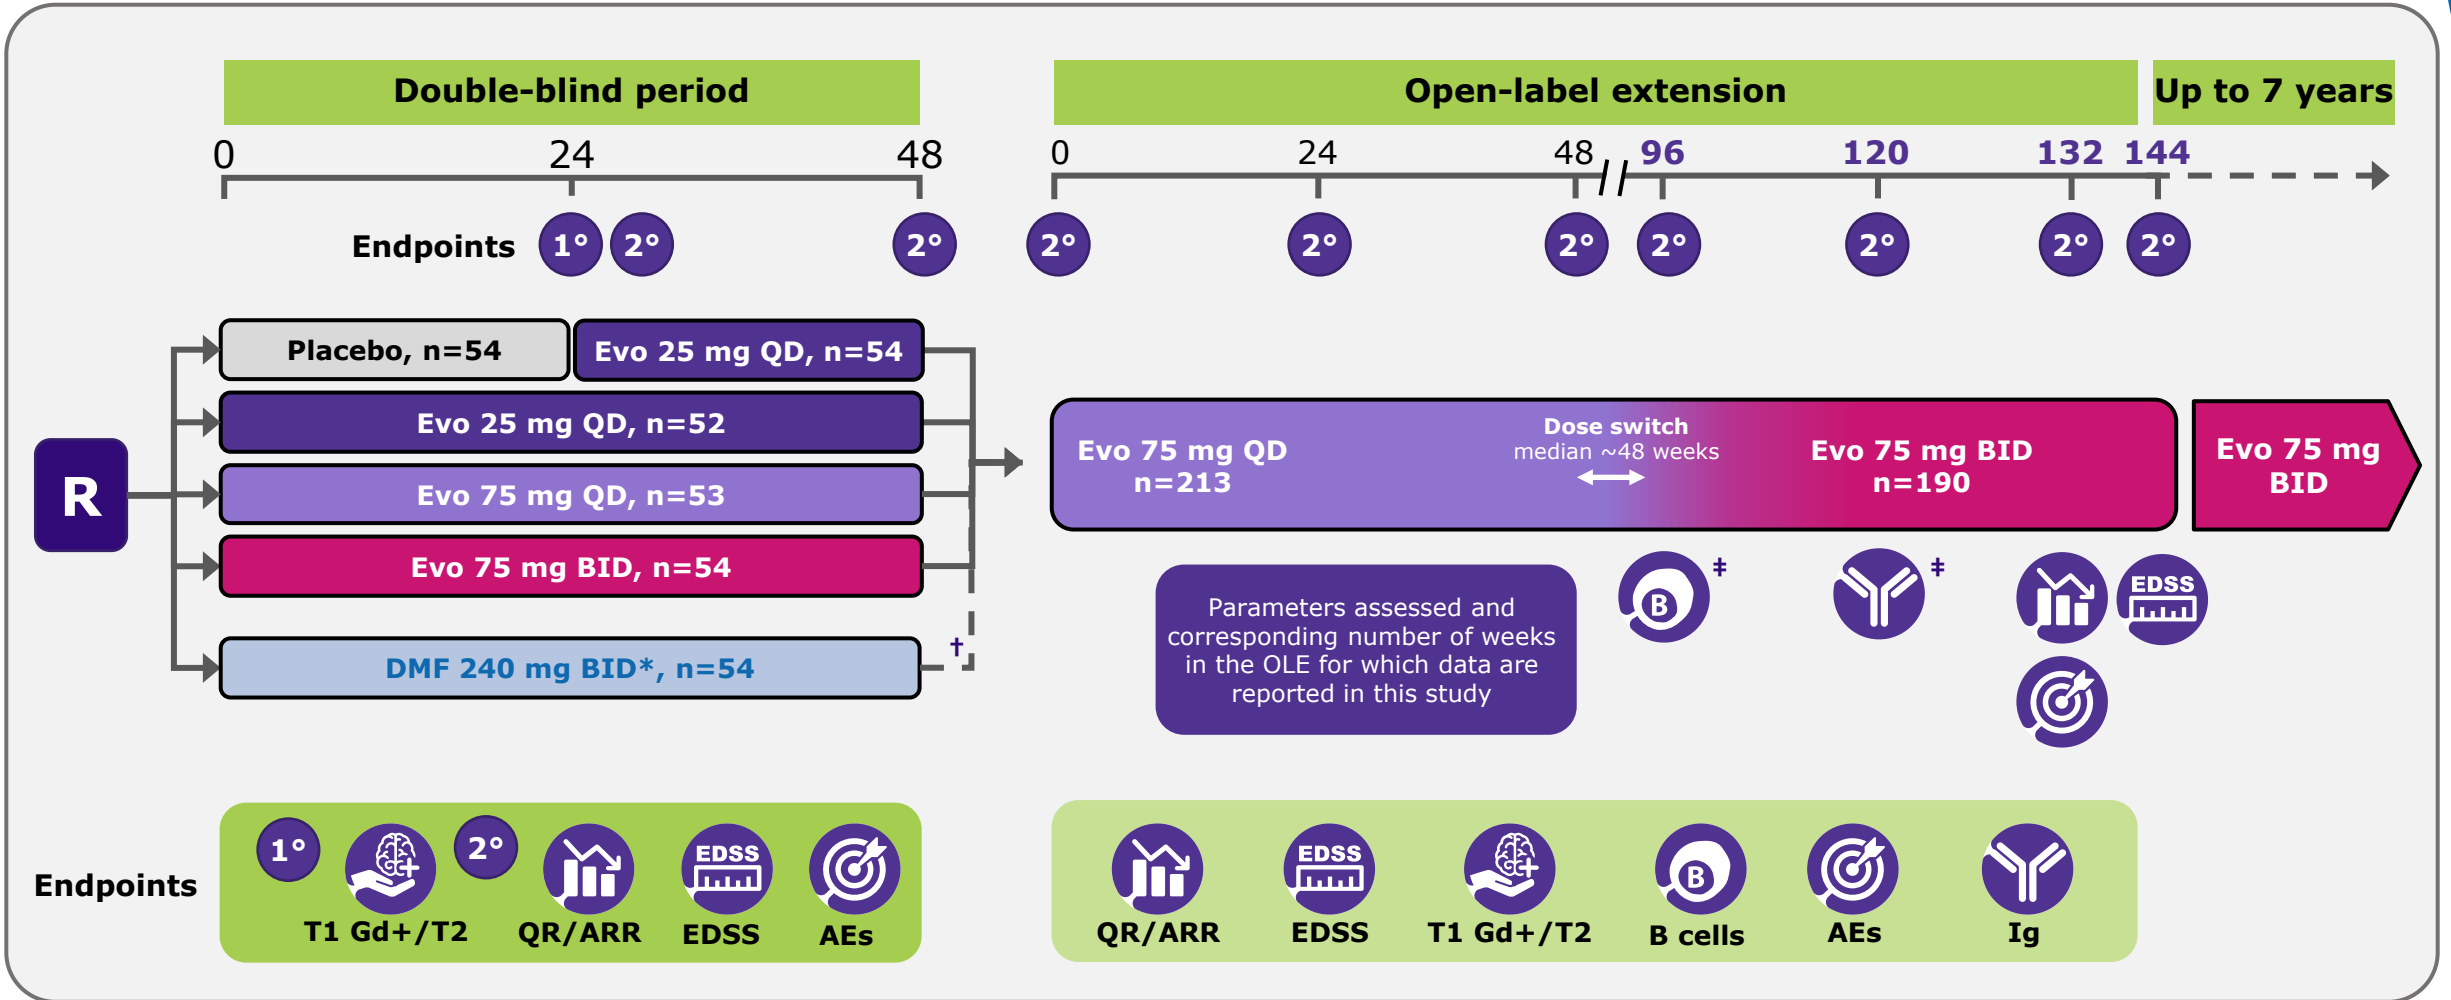 Double-blind period
Open-label extension
Up to 7 years
0 24 48
0 24 48 96 120 132 144
Endpoints 1° 2° 2°
2° 2° 2° 2° 2° 2° 2°
R
Placebo, n=54
Evo 25 mg QD, n=54
Evo 25 mg QD, n=52
Evo 75 mg QD, n=53
Evo 75 mg BID, n=54
DMF 240 mg BID*, n=54
†
Evo 75 mg QD
n=213
Dose switch
median ~48 weeks
Evo 75 mg BID
n=190
Evo 75 mg
BID
Parameters assessed and
corresponding number of weeks
in the OLE for which data are
reported in this study
B ‡
‡
EDSS
Endpoints
1°
2°
EDSS
T1 Gd+/T2
QR/ARR
EDSS
AEs
EDSS
B
QR/ARR
EDSS
T1 Gd+/T2
B cells
AEs
Ig